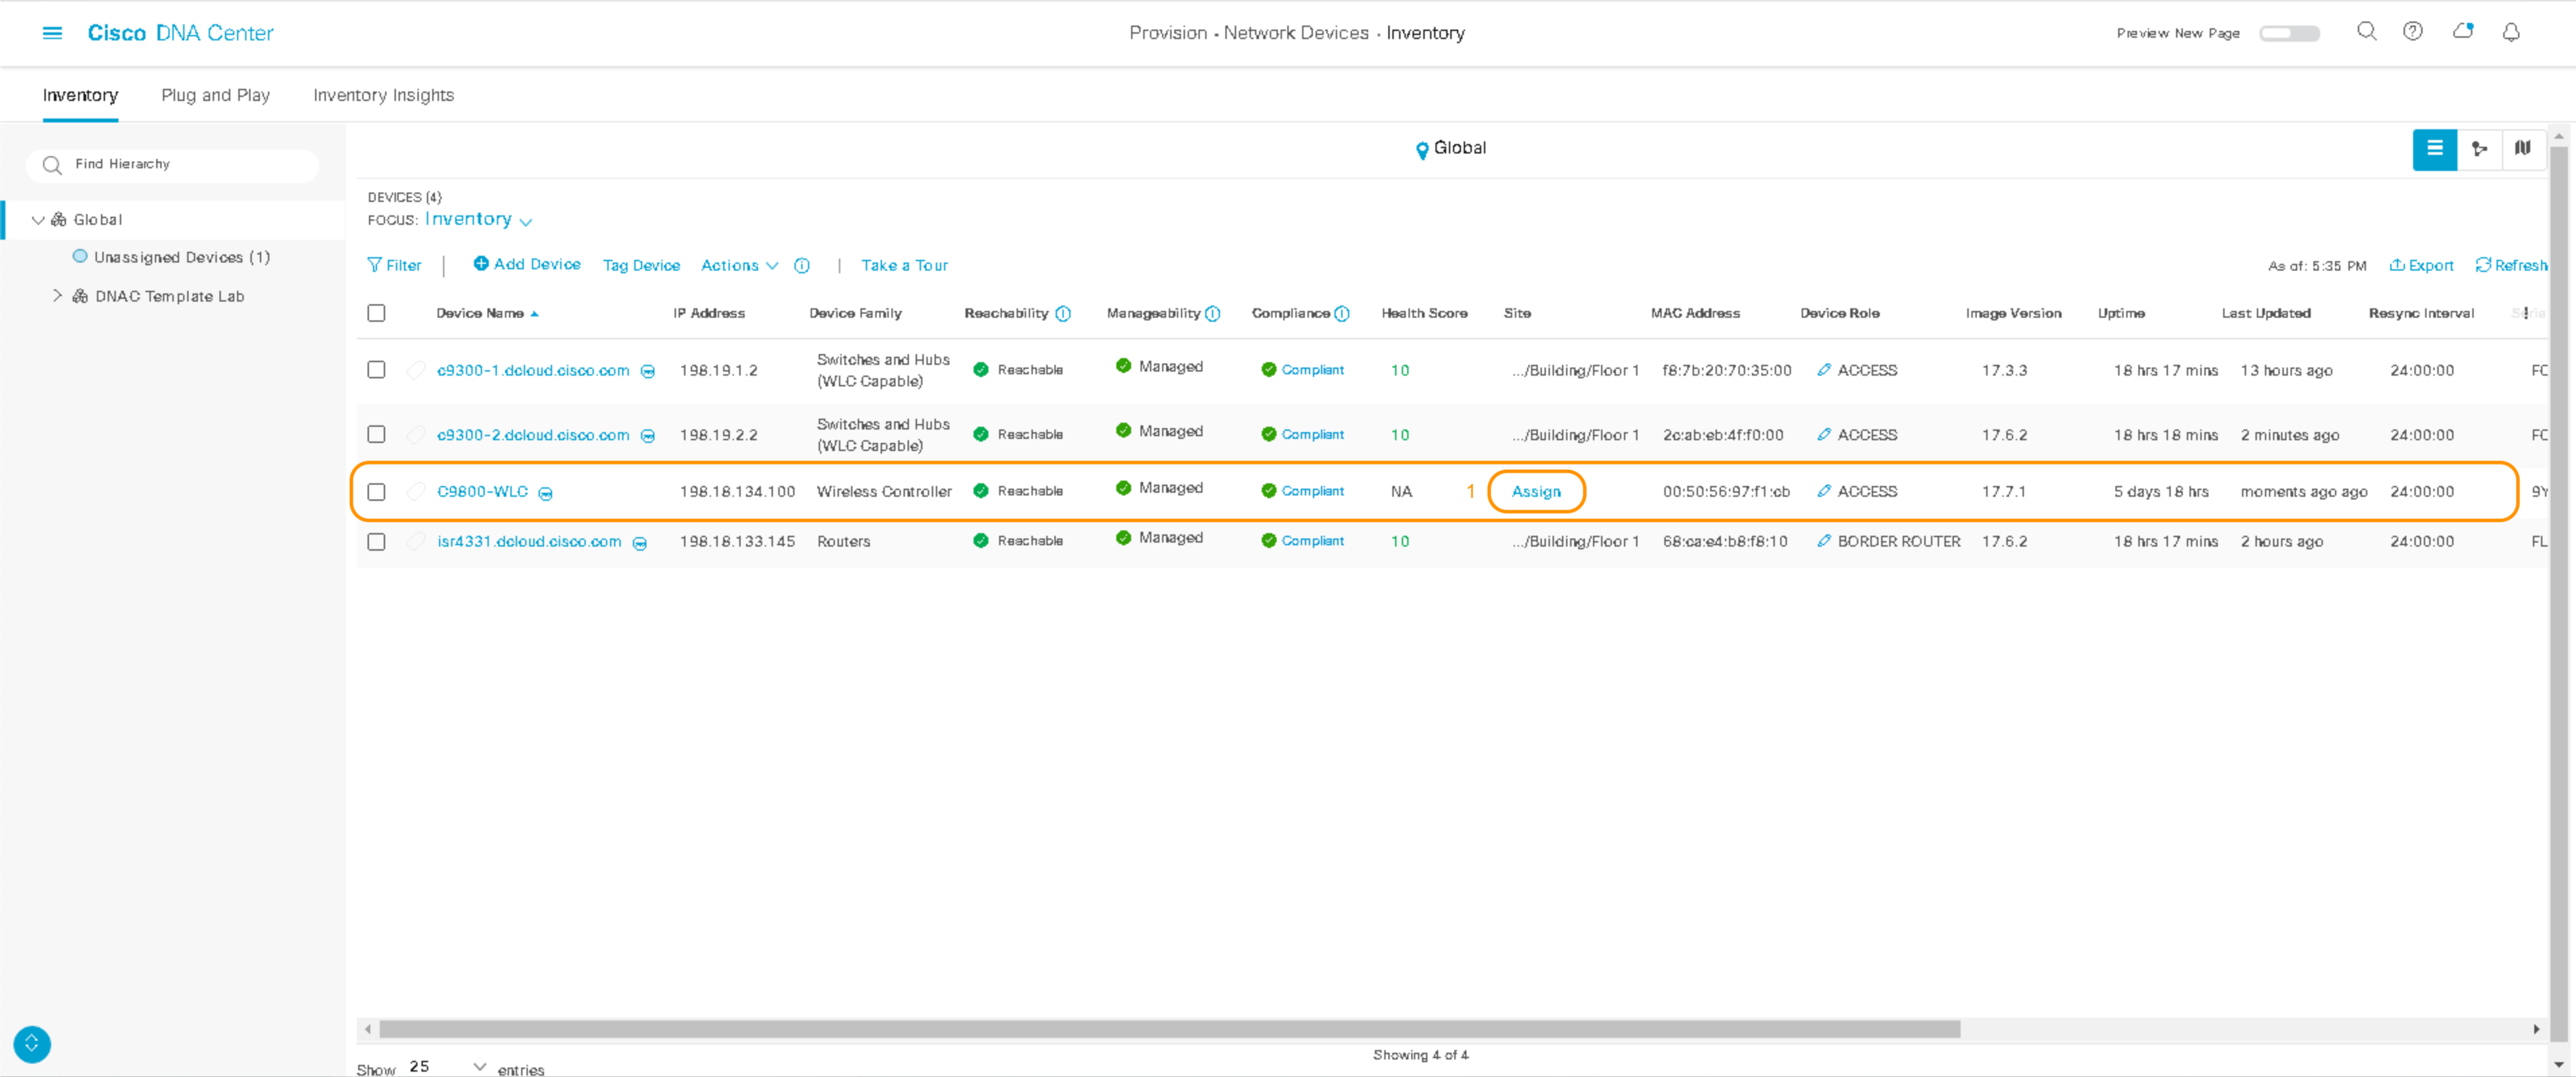 Cisco DNA Center
Provision • Network Devices • Inventory
Preview New Page
Inventory Plug and Play Inventory Insights
Find Hierarchy
Global
Unassigned Devices (1)
DNAC Template Lab
Global
DEVICES (4)
FOCUS: Inventory
Filter | Add Device Tag Device Actions | Take a Tour
As of: 5:35 PM Export Refresh
Device Name IP Address Device Family Reachability Manageability Compliance Health Score Site MAC Address Device Role Image Version Uptime Last Updated Resync Interval
c9300-1.dcloud.cisco.com 198.19.1.2 Switches and Hubs (WLC Capable) Reachable Managed Compliant 10 .../Building/Floor 1 f8:7b:20:70:35:00 ACCESS 17.3.3 18 hrs 17 mins 13 hours ago 24:00:00 FC
c9300-2.dcloud.cisco.com 198.19.2.2 Switches and Hubs (WLC Capable) Reachable Managed Compliant 10 .../Building/Floor 1 2c:ab:eb:4f:f0:00 ACCESS 17.6.2 18 hrs 18 mins 2 minutes ago 24:00:00 FC
C9800-WLC 198.18.134.100 Wireless Controller Reachable Managed Compliant NA 1 Assign 00:50:56:97:f1:cb ACCESS 17.7.1 5 days 18 hrs moments ago ago 24:00:00 9Y
isr4331.dcloud.cisco.com 198.18.133.145 Routers Reachable Managed Compliant 10 .../Building/Floor 1 68:ca:e4:b8:f8:10 BORDER ROUTER 17.6.2 18 hrs 17 mins 2 hours ago 24:00:00 FL
Showing 4 of 4
Show 25 entries